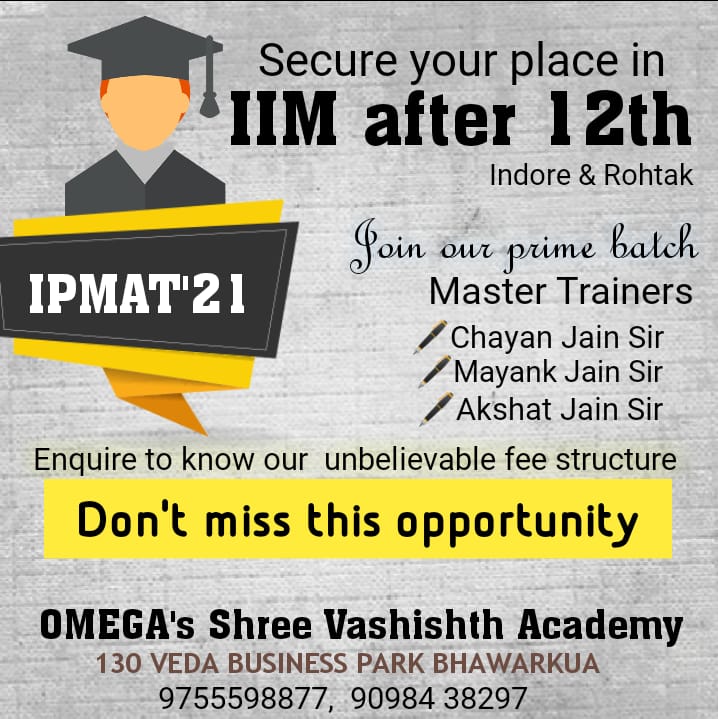 Secure your place in
IIM after 12th
Indore & Rohtak
IPMAT'21
Join our prime batch
Master Trainers
Chayan Jain Sir
Mayank Jain Sir
Akshat Jain Sir
Enquire to know our unbelievable fee structure
Don't miss this opportunity
OMEGA's Shree Vashishth Academy
130 VEDA BUSINESS PARK BHAWARKUA
9755598877, 90984 38297